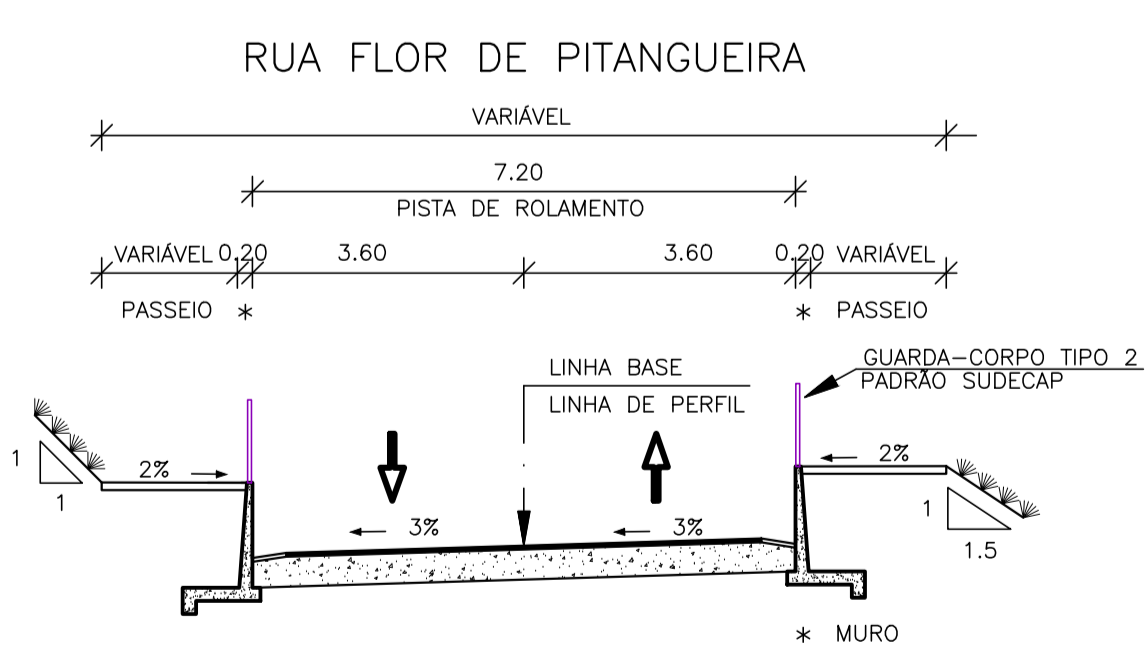 RUA FLOR DE PITANGUEIRA
VARIÁVEL
7.20
PISTA DE ROLAMENTO
VARIÁVEL 0.20 3.60 3.60 0.20 VARIÁVEL
PASSEIO * * PASSEIO
GUARDA-CORPO TIPO 2
PADRÃO SUDECAP
LINHA BASE
LINHA DE PERFIL
1 2% 2%
1 1
3% 3%
1.5
* MURO